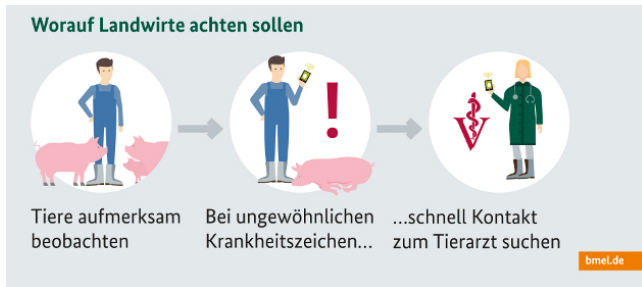 Worauf Landwirte achten sollen
Tiere aufmerksam
beobachten
Bei ungewöhnlichen
Krankheitszeichen...
...schnell Kontakt
zum Tierarzt suchen
V
bmel.de